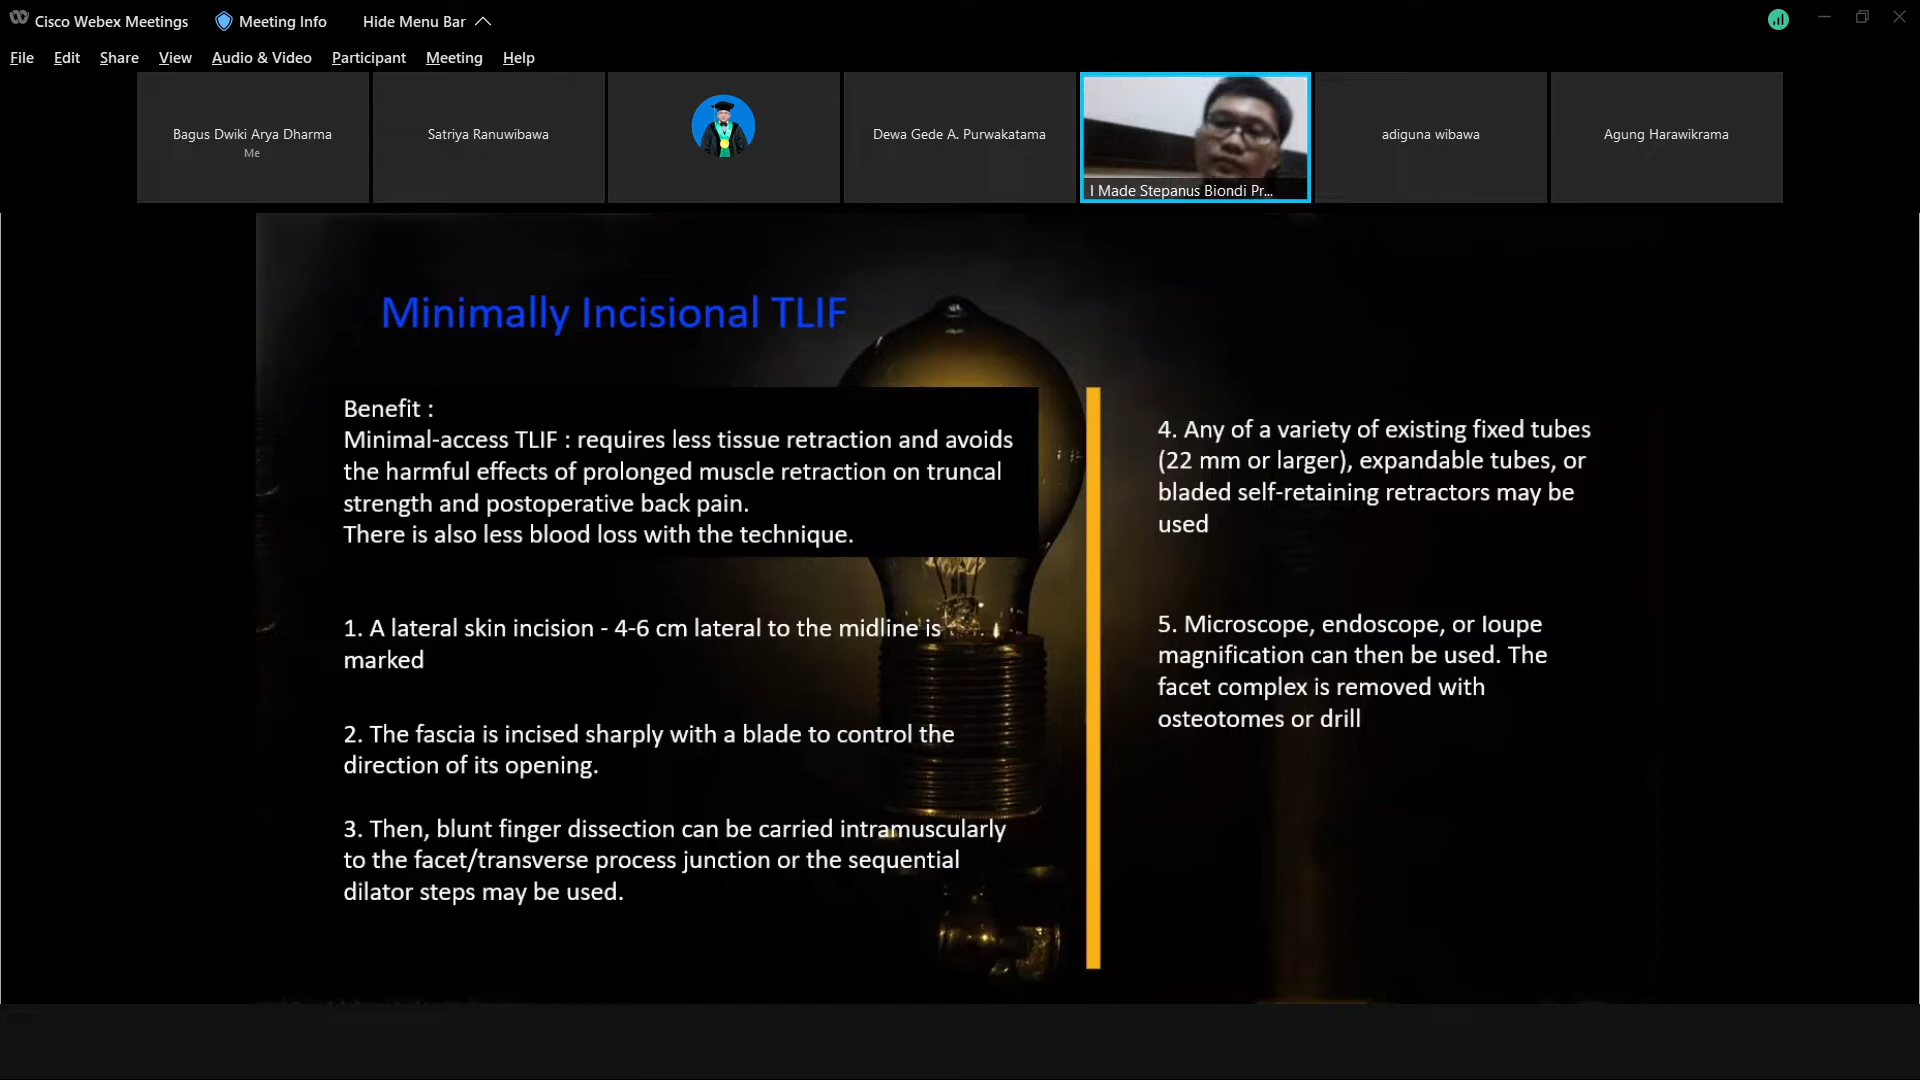 Cisco Webex Meetings Meeting Info Hide Menu Bar
File Edit Share View Audio & Video Participant Meeting Help
Bagus Dwiki Arya Dharma
Me
Satriya Ranuwibawa
Dewa Gede A. Purwakatama
I Made Stepanus Biondi Pr...
adiguna wibawa
Agung Harawikrama
Minimally Incisional TLIF
Benefit :
Minimal-access TLIF : requires less tissue retraction and avoids
the harmful effects of prolonged muscle retraction on truncal
strength and postoperative back pain.
There is also less blood loss with the technique.
1. A lateral skin incision - 4-6 cm lateral to the midline is
marked
2. The fascia is incised sharply with a blade to control the
direction of its opening.
3. Then, blunt finger dissection can be carried intramuscularly
to the facet/transverse process junction or the sequential
dilator steps may be used.
4. Any of a variety of existing fixed tubes
(22 mm or larger), expandable tubes, or
bladed self-retaining retractors may be
used
5. Microscope, endoscope, or Ioupe
magnification can then be used. The
facet complex is removed with
osteotomes or drill